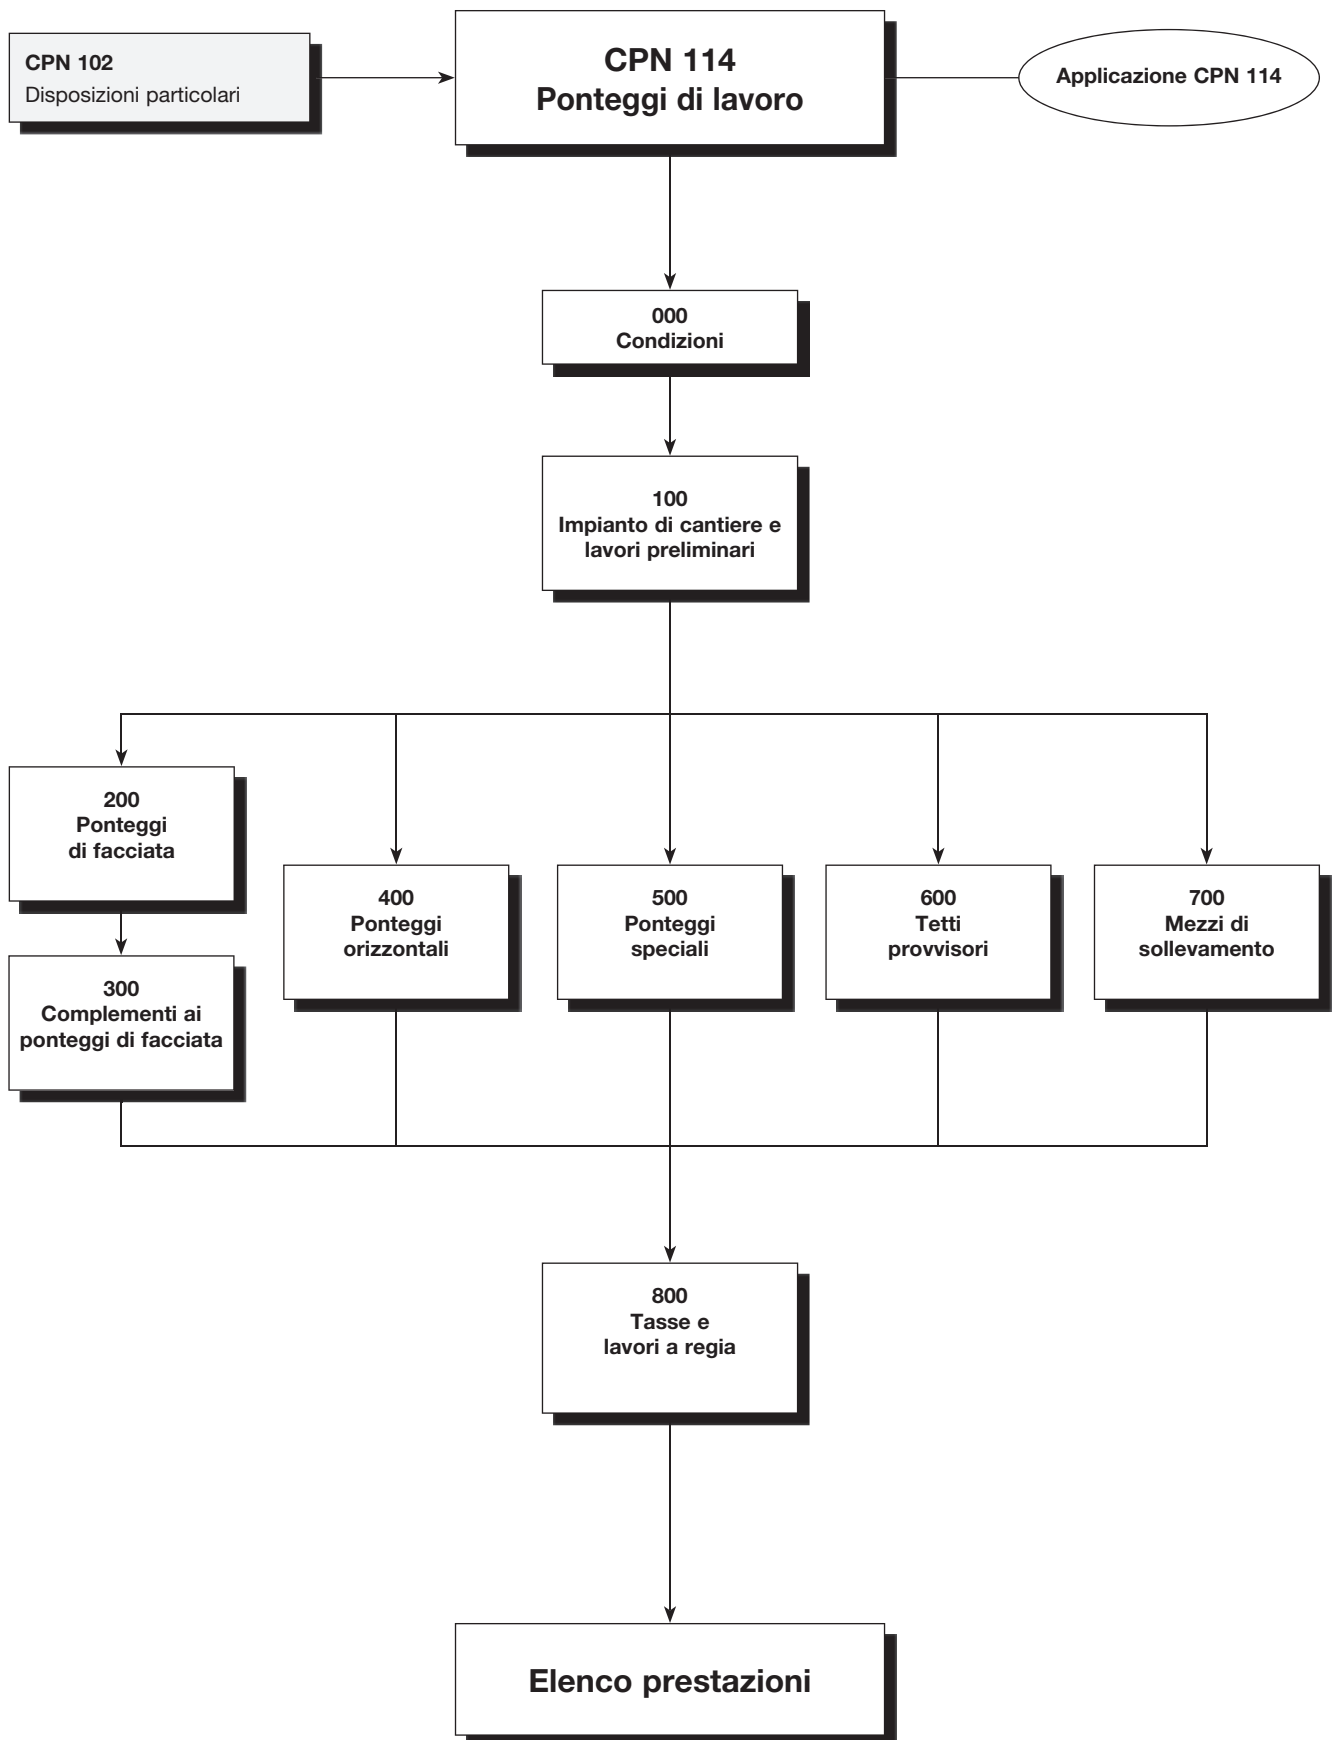 CPN 102
Disposizioni particolari
CPN 114
Ponteggi di lavoro
Applicazione CPN 114
000
Condizioni
100
Impianto di cantiere e
lavori preliminari
200
Ponteggi
di facciata
300
Complementi ai
ponteggi di facciata
400
Ponteggi
orizzontali
500
Ponteggi
speciali
600
Tetti
provvisori
700
Mezzi di
sollevamento
800
Tasse e
lavori a regia
Elenco prestazioni